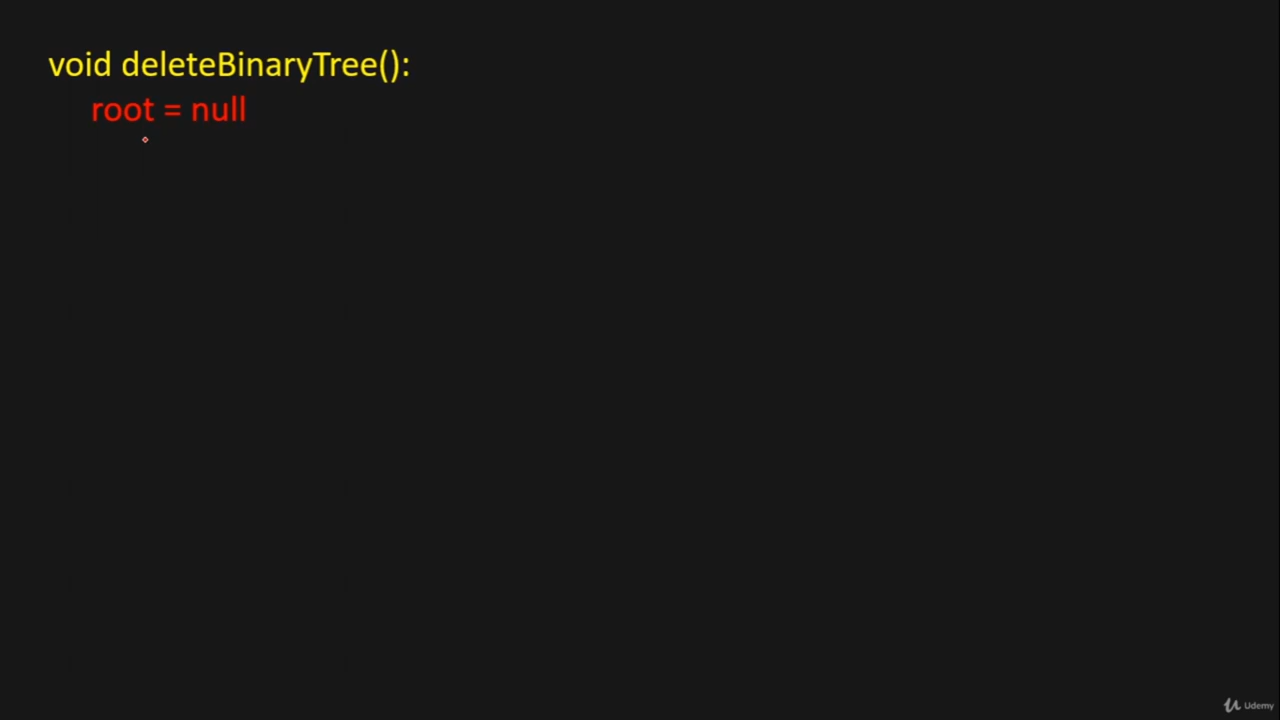 void deleteBinaryTree():
root = null
Udemy